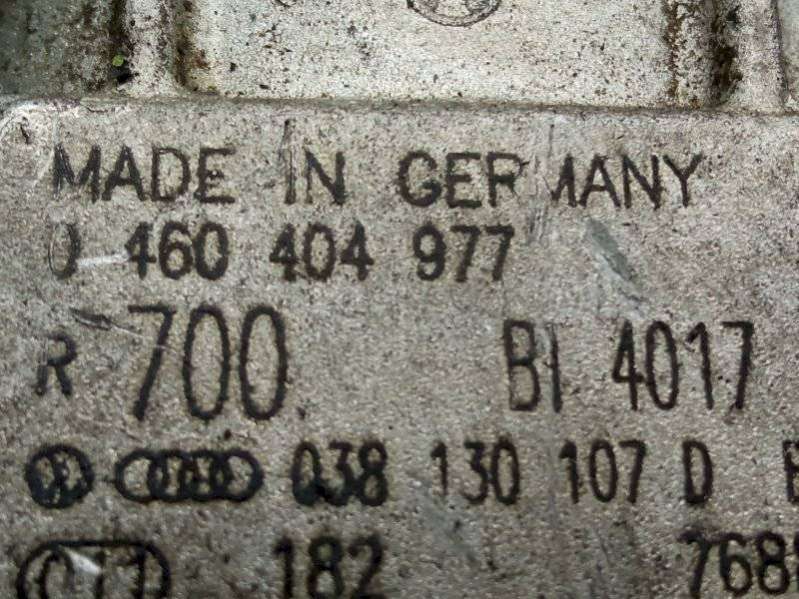 MADE IN GERMANY
0 460 404 977
R 700 BI 4017
038 130 107 D
182